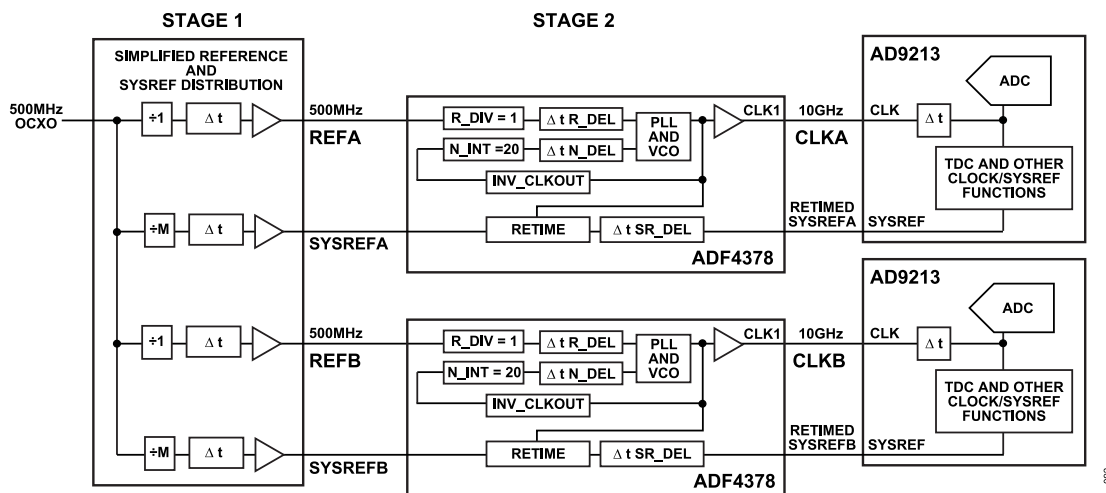 STAGE 1
STAGE 2
SIMPLIFIED REFERENCE
AND
SYSREF DISTRIBUTION
500MHz
OCXO
÷1
Δ t
500MHz
REFA
÷M
Δ t
SYSREFA
÷1
Δ t
500MHz
REFB
÷M
Δ t
SYSREFB
R_DIV = 1
Δ t R_DEL
PLL
AND
VCO
N_INT =20
Δ t N_DEL
INV_CLKOUT
RETIME
Δ t SR_DEL
ADF4378
CLK1
10GHz
CLKA
RETIMED
SYSREFA
R_DIV = 1
Δ t R_DEL
PLL
AND
VCO
N_INT = 20
Δ t N_DEL
INV_CLKOUT
RETIME
Δ t SR_DEL
ADF4378
CLK1
10GHz
CLKB
RETIMED
SYSREFB
AD9213
ADC
CLK
Δ t
TDC AND OTHER
CLOCK/SYSREF
FUNCTIONS
SYSREF
AD9213
ADC
CLK
Δ t
TDC AND OTHER
CLOCK/SYSREF
FUNCTIONS
SYSREF